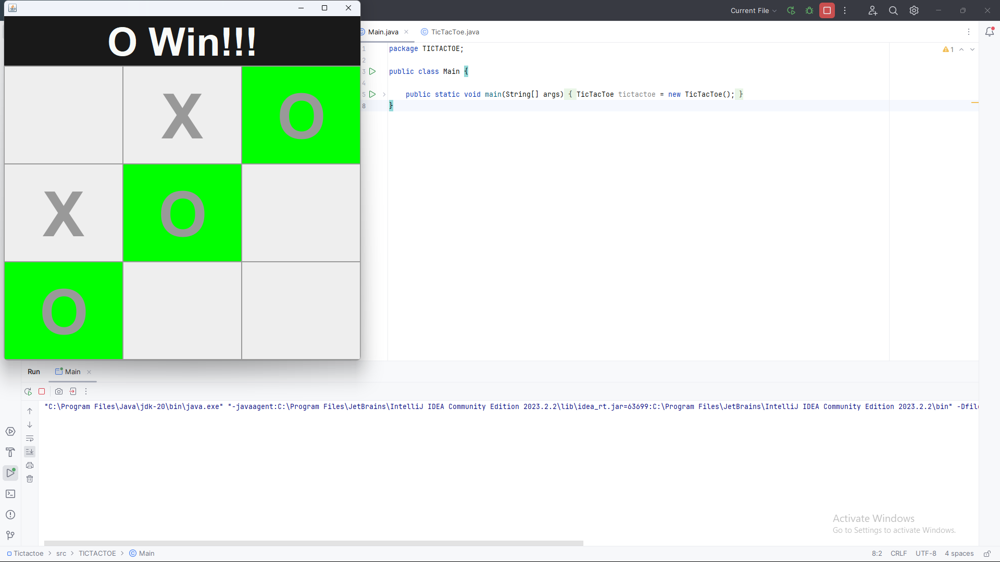 Current File
O Win!!!
Main.java
TicTacToe.java
X O
X O
O
1 package TICTACTOE;
2
3 public class Main {
4
5 public static void main(String[] args) { TicTacToe tictactoe = new TicTacToe(); }
8 }
1
Run Main
"C:\Program Files\Java\jdk-20\bin\java.exe" "-javaagent:C:\Program Files\JetBrains\IntelliJ IDEA Community Edition 2023.2.2\lib\idea_rt.jar=63699:C:\Program Files\JetBrains\IntelliJ IDEA Community Edition 2023.2.2\bin" -Dfil
Activate Windows
Go to Settings to activate Windows.
Tictactoe > src > TICTACTOE > Main
8:2 CRLF UTF-8 4 spaces